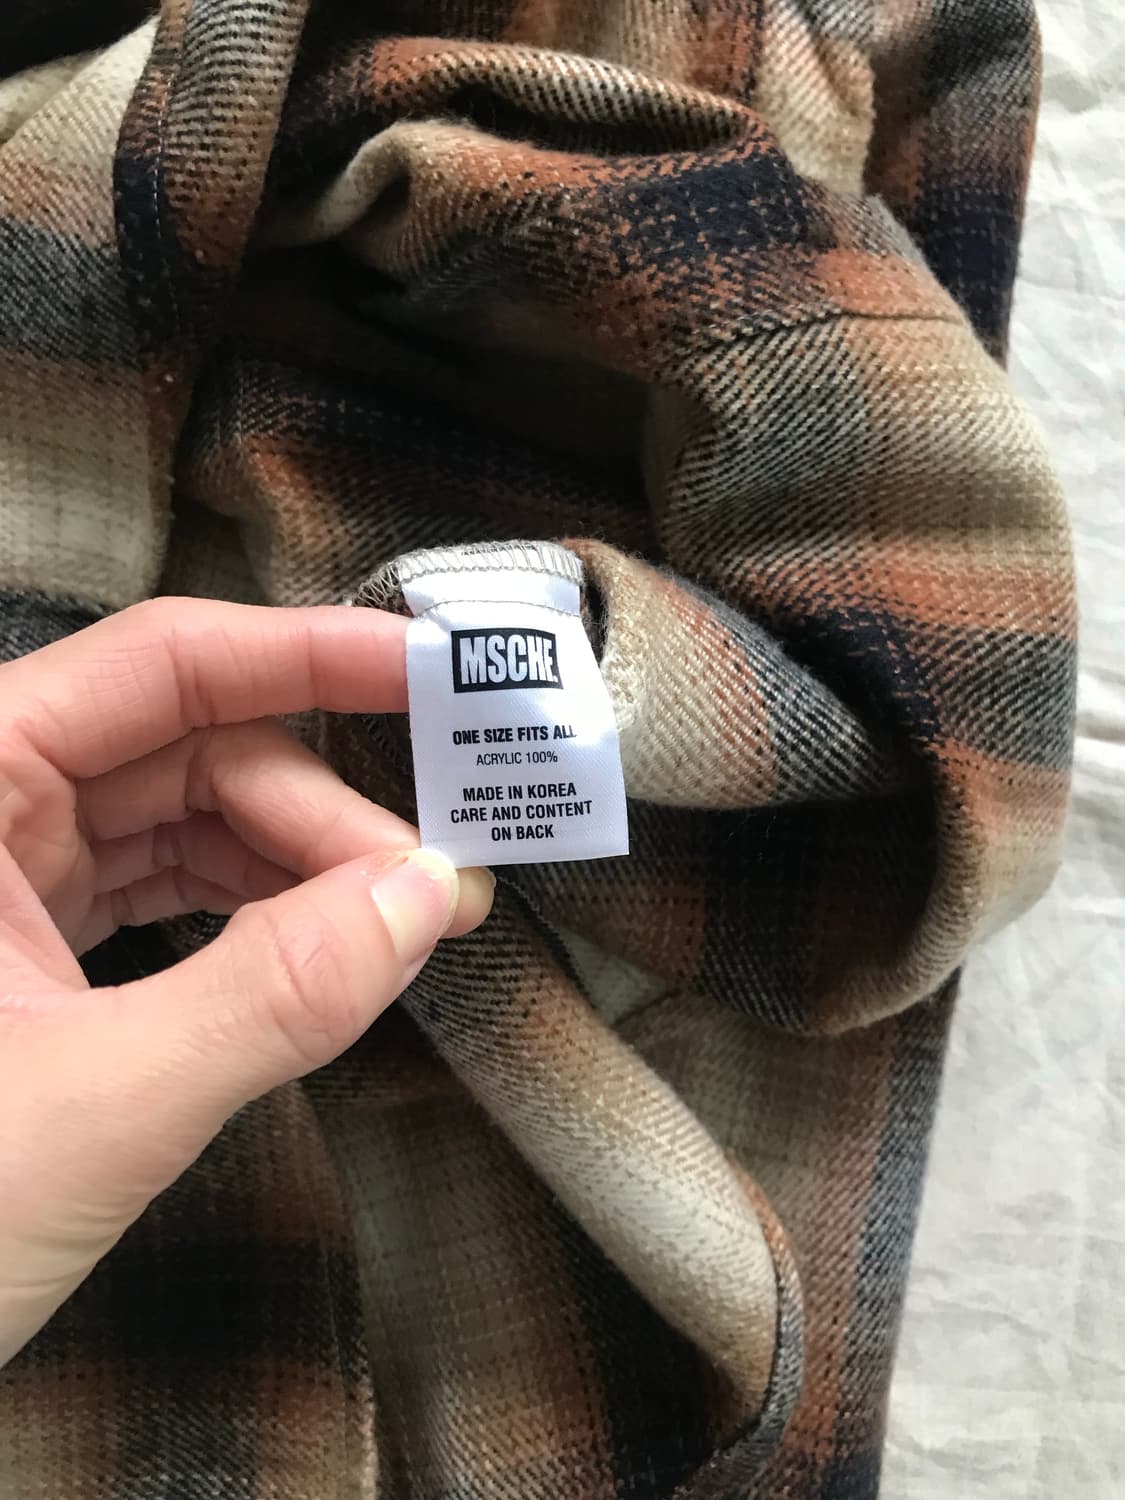 MSCHF.
ONE SIZE FITS ALL
ACRYLIC 100%
MADE IN KOREA
CARE AND CONTENT
ON BACK